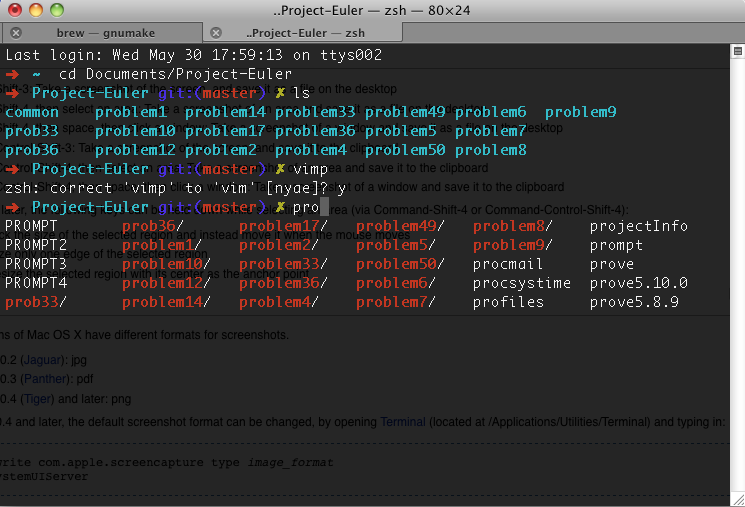 ..Project-Euler — zsh — 80×24
brew — gnumake ..Project-Euler — zsh
Last login: Wed May 30 17:59:13 on ttys002
➜ ~ cd Documents/Project-Euler
➜ Project-Euler git:(master) ✗ ls
common problem1 problem14 problem33 problem49 problem6 problem9
prob33 problem10 problem17 problem36 problem5 problem7
prob36 problem12 problem2 problem4 problem50 problem8
➜ Project-Euler git:(master) ✗ vimp
zsh: correct 'vimp' to 'vim' [nyae]? y
➜ Project-Euler git:(master) ✗ pro
PROMPT prob36/ problem17/ problem49/ problem8/ projectInfo
PROMPT2 problem1/ problem2/ problem5/ problem9/ prompt
PROMPT3 problem10/ problem33/ problem50/ procmail prove
PROMPT4 problem12/ problem36/ problem6/ procsystime prove5.10.0
prob33/ problem14/ problem4/ problem7/ profiles prove5.8.9
ns of Mac OS X have different formats for screenshots.
0.2 (Jaguar): jpg
0.3 (Panther): pdf
0.4 (Tiger) and later: png
0.4 and later, the default screenshot format can be changed, by opening Terminal (located at /Applications/Utilities/Terminal) and typing in:
write com.apple.screencapture type image_format
ystemUIServer